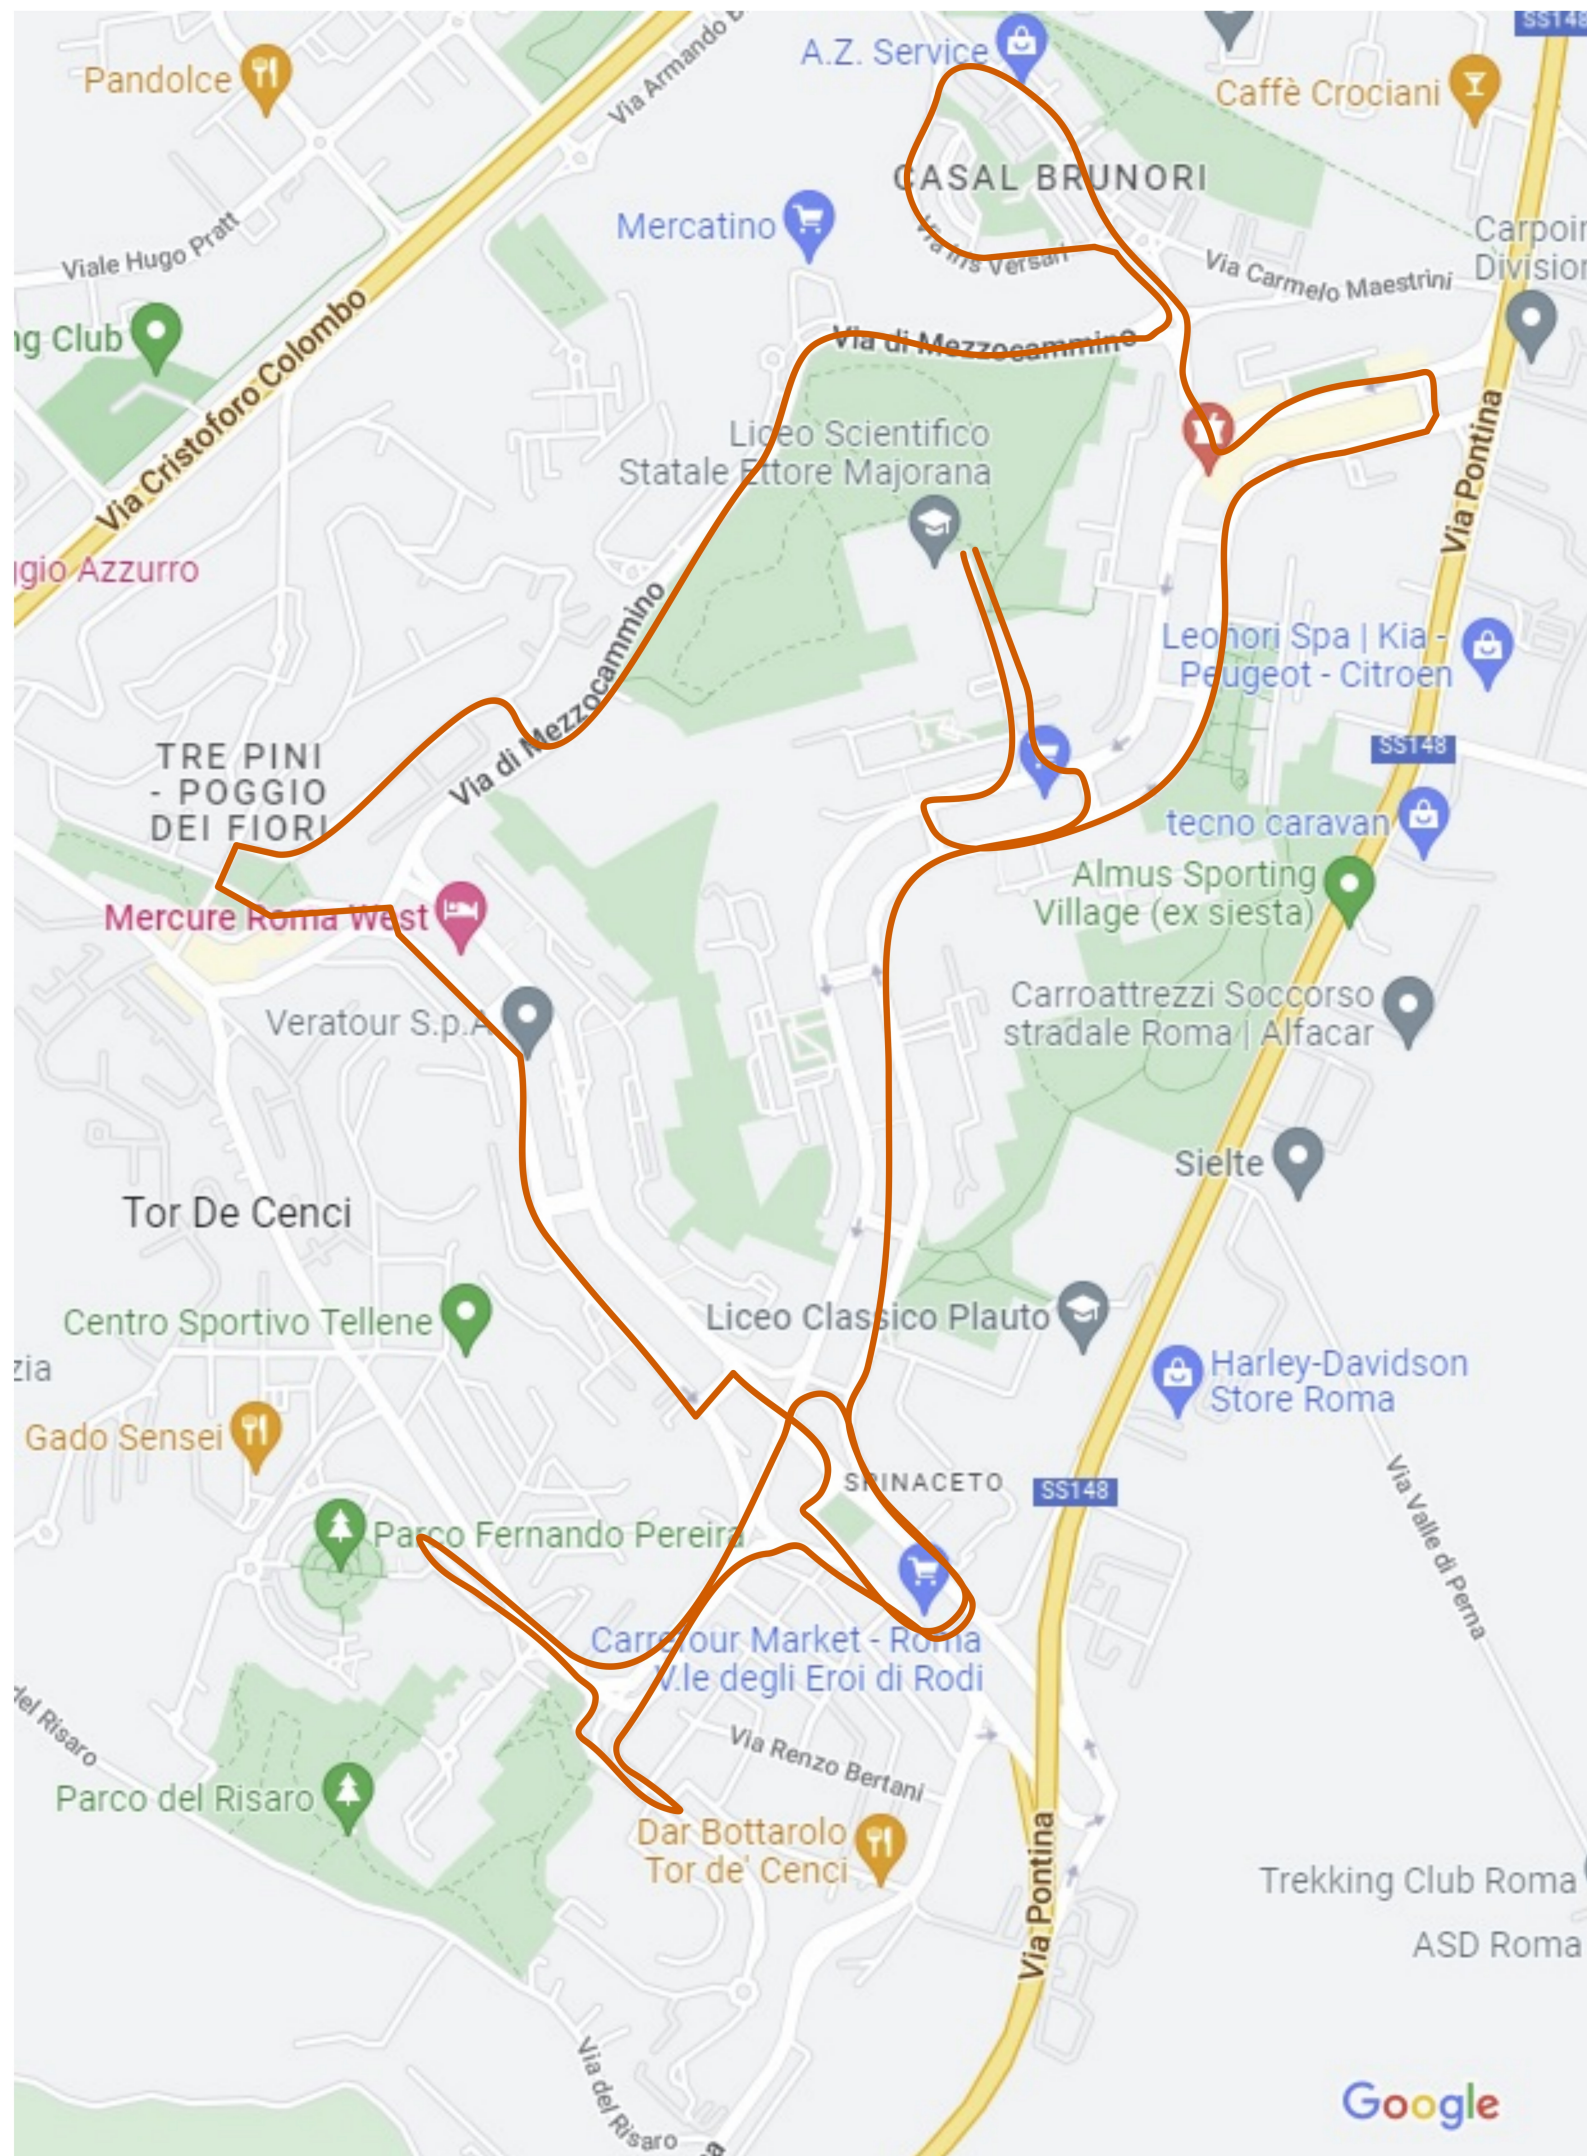 SS148
A.Z. Service
Pandolce
Via Armando
Caffè Crociani
CASAL BRUNORI
Mercatino
Viale Hugo Pratt
Via Iris Versari
Via Carmelo Maestrini
Carpoin
Division
ng Club
Via Cristoforo Colombo
Via di Mezzocammino
Liceo Scientifico
Statale Ettore Majorana
Via Pontina
ggio Azzurro
Leonori Spa | Kia -
Peugeot - Citroen
Via di Mezzocammino
SS148
TRE PINI
- POGGIO
DEI FIORI
tecno caravan
Almus Sporting
Village (ex siesta)
Mercure Roma West
Carroattrezzi Soccorso
stradale Roma | Alfacar
Veratour S.p.A
Sielte
Tor De Cenci
Centro Sportivo Tellene
Liceo Classico Plauto
zia
Harley-Davidson
Store Roma
Gado Sensei
SPINACETO
SS148
Via Valle di Perna
Parco Fernando Pereira
Carrefour Market - Roma
V.le degli Eroi di Rodi
del Risaro
Via Renzo Bertani
Parco del Risaro
Dar Bottarolo
Tor de' Cenci
Via Pontina
Trekking Club Roma
ASD Roma
Via del Risaro
Google